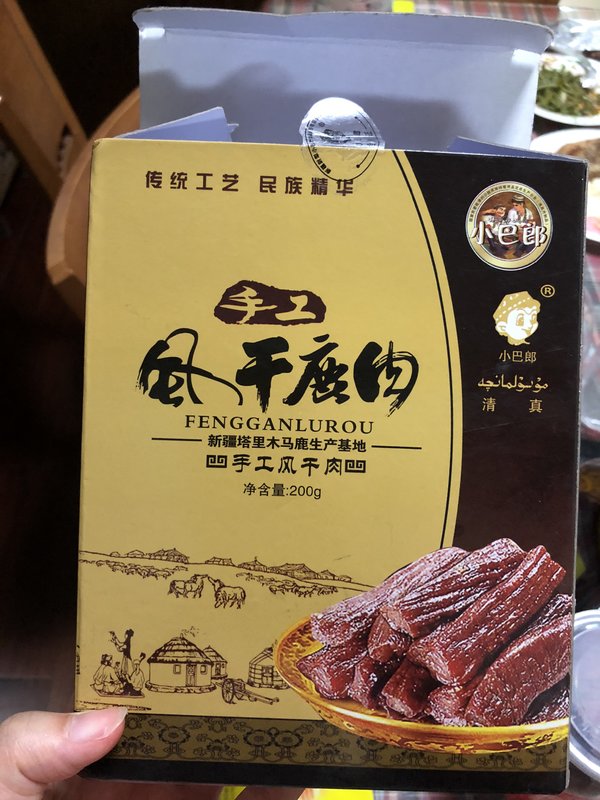 传统工艺 民族精华
小巴郎
®
小巴郎
مۇسۇلمانچە
清真
手工
风干鹿肉
FENGGANLUROU
新疆塔里木马鹿生产基地
手工风干肉
净含量:200g